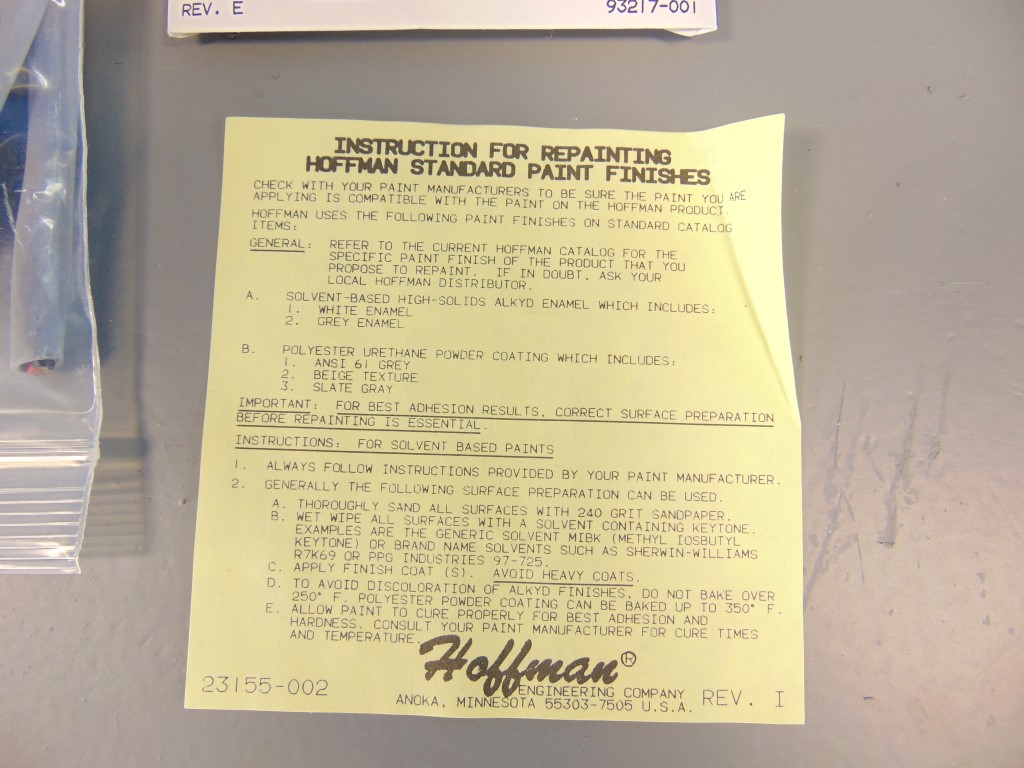 REV. E
93217-001
INSTRUCTION FOR REPAINTING
HOFFMAN STANDARD PAINT FINISHES
CHECK WITH YOUR PAINT MANUFACTURERS TO BE SURE THE PAINT YOU ARE
APPLYING IS COMPATIBLE WITH THE PAINT ON THE HOFFMAN PRODUCT.
HOFFMAN USES THE FOLLOWING PAINT FINISHES ON STANDARD CATALOG
ITEMS:
GENERAL: REFER TO THE CURRENT HOFFMAN CATALOG FOR THE
SPECIFIC PAINT FINISH OF THE PRODUCT THAT YOU
PROPOSE TO REPAINT. IF IN DOUBT, ASK YOUR
LOCAL HOFFMAN DISTRIBUTOR.
A. SOLVENT-BASED HIGH-SOLIDS ALKYD ENAMEL WHICH INCLUDES:
1. WHITE ENAMEL
2. GREY ENAMEL
B. POLYESTER URETHANE POWDER COATING WHICH INCLUDES:
1. ANSI 61 GREY
2. BEIGE TEXTURE
3. SLATE GRAY
IMPORTANT: FOR BEST ADHESION RESULTS, CORRECT SURFACE PREPARATION
BEFORE REPAINTING IS ESSENTIAL.
INSTRUCTIONS: FOR SOLVENT BASED PAINTS
1. ALWAYS FOLLOW INSTRUCTIONS PROVIDED BY YOUR PAINT MANUFACTURER.
2. GENERALLY THE FOLLOWING SURFACE PREPARATION CAN BE USED.
A. THOROUGHLY SAND ALL SURFACES WITH 240 GRIT SANDPAPER.
B. WET WIPE ALL SURFACES WITH A SOLVENT CONTAINING KEYTONE.
EXAMPLES ARE THE GENERIC SOLVENT MIBK (METHYL IOSBUTYL
KEYTONE) OR BRAND NAME SOLVENTS SUCH AS SHERWIN-WILLIAMS
R7K69 OR PPG INDUSTRIES 97-725.
C. APPLY FINISH COAT (S). AVOID HEAVY COATS.
D. TO AVOID DISCOLORATION OF ALKYD FINISHES, DO NOT BAKE OVER
250° F. POLYESTER POWDER COATING CAN BE BAKED UP TO 350° F.
E. ALLOW PAINT TO CURE PROPERLY FOR BEST ADHESION AND
HARDNESS. CONSULT YOUR PAINT MANUFACTURER FOR CURE TIMES
AND TEMPERATURE.
Hoffman®
ENGINEERING COMPANY
ANOKA, MINNESOTA 55303-7505 U.S.A.
23155-002
REV. I